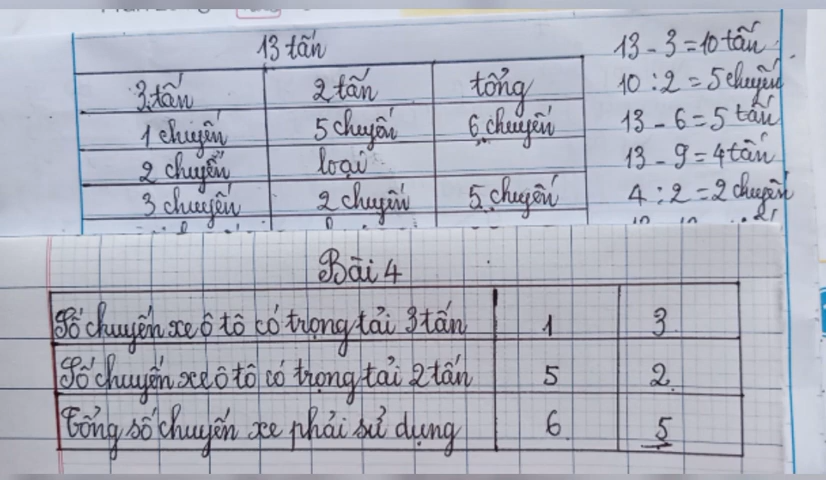 13 tấn
3 tấn 2 tấn tổng
1 chuyến 5 chuyến 6 chuyến
2 chuyến loại
3 chuyến 2 chuyến 5 chuyến
13 - 3 = 10 tấn
10 : 2 = 5 chuyến
13 - 6 = 5 tấn
13 - 9 = 4 tấn
4 : 2 = 2 chuyến
Bài 4
Số chuyến xe ô tô có trọng tải 3 tấn 1 3
Số chuyến xe ô tô có trọng tải 2 tấn 5 2
Tổng số chuyến xe phải sử dụng 6 5